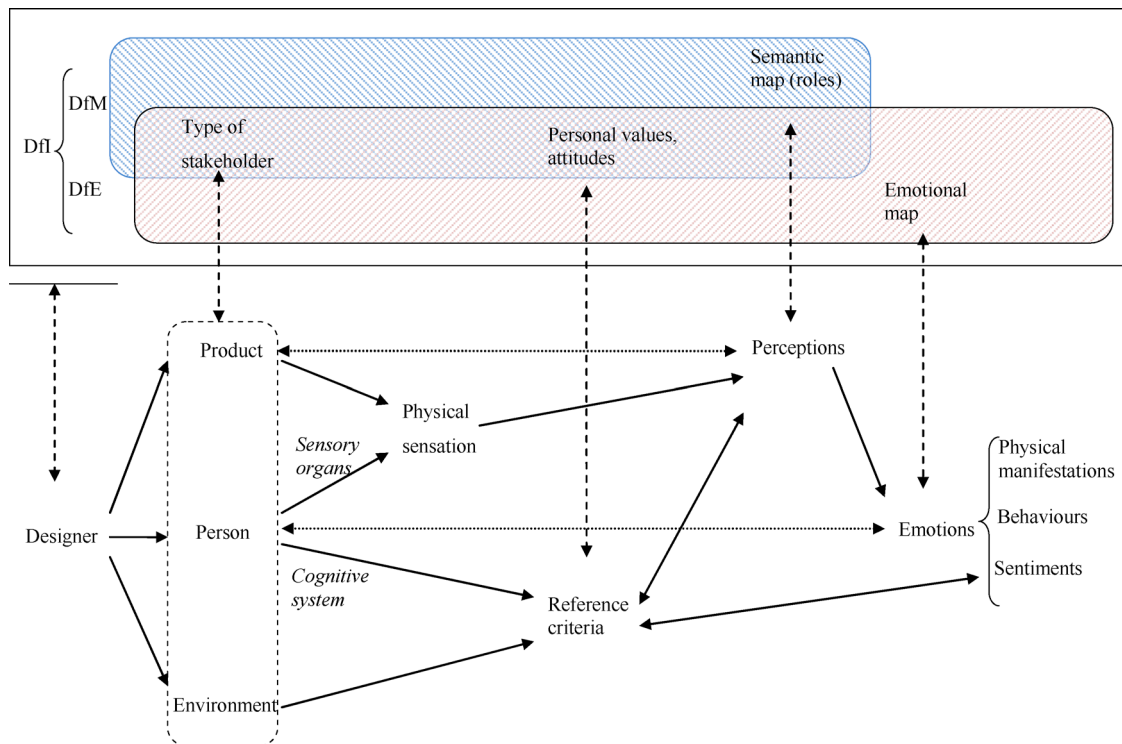 Semantic
map (roles)
DfM
Type of
stakeholder
Personal values,
attitudes
DfI
DfE
Emotional
map
Product
Perceptions
Physical
sensation
Sensory
organs
Physical
manifestations
Designer
Person
Emotions
Behaviours
Cognitive
system
Sentiments
Reference
criteria
Environment